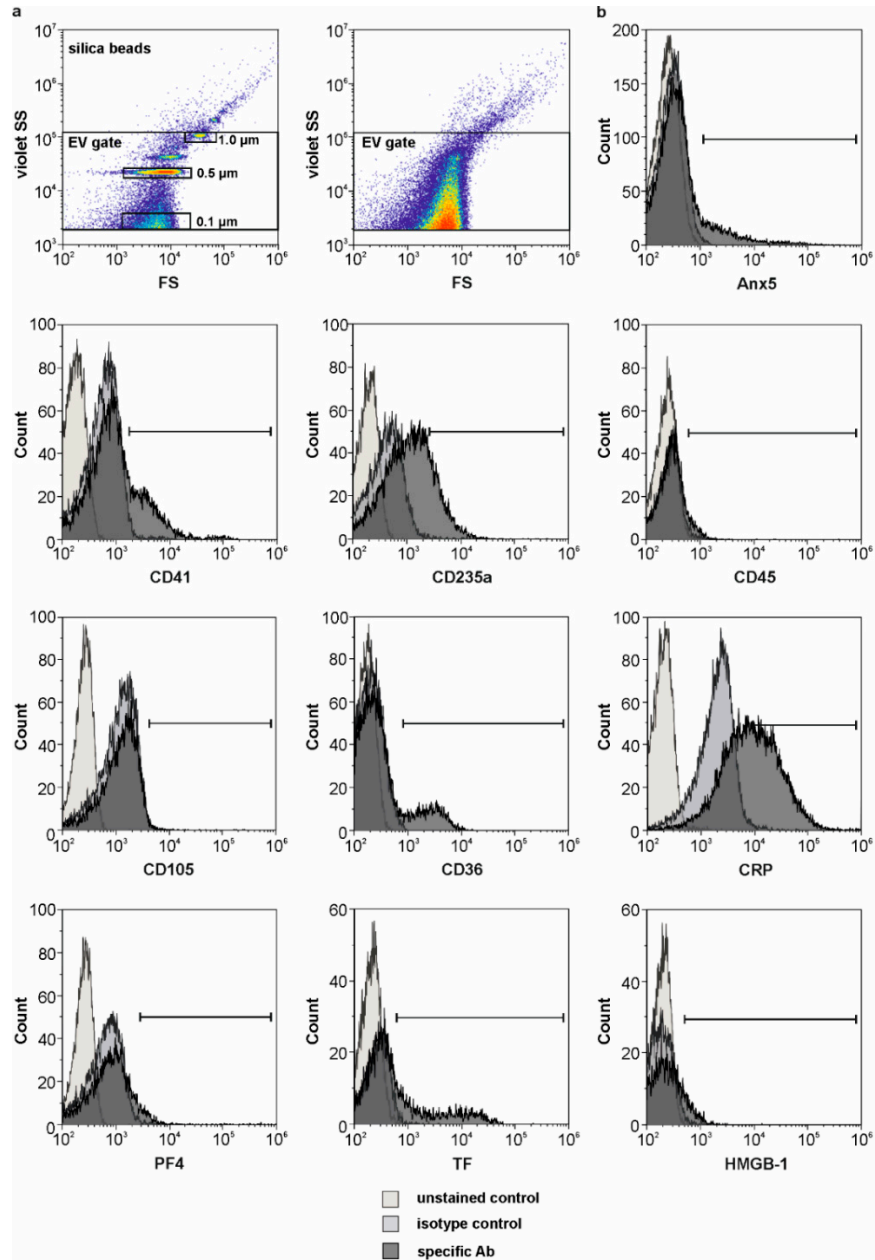 a
b
silica beads
EV gate
1.0 µm
0.5 µm
0.1 µm
violet SS
10⁷
10⁶
10⁵
10⁴
10³
10² 10³ 10⁴ 10⁵ 10⁶
FS
EV gate
violet SS
10⁷
10⁶
10⁵
10⁴
10³
10² 10³ 10⁴ 10⁵ 10⁶
FS
Count
200
150
100
50
0
10² 10³ 10⁴ 10⁵ 10⁶
Anx5
Count
100
80
60
40
20
0
10² 10³ 10⁴ 10⁵ 10⁶
CD41
Count
100
80
60
40
20
0
10² 10³ 10⁴ 10⁵ 10⁶
CD235a
Count
100
80
60
40
20
0
10² 10³ 10⁴ 10⁵ 10⁶
CD45
Count
100
80
60
40
20
0
10² 10³ 10⁴ 10⁵ 10⁶
CD105
Count
100
80
60
40
20
0
10² 10³ 10⁴ 10⁵ 10⁶
CD36
Count
100
80
60
40
20
0
10² 10³ 10⁴ 10⁵ 10⁶
CRP
Count
100
80
60
40
20
0
10² 10³ 10⁴ 10⁵ 10⁶
PF4
Count
60
40
20
0
10² 10³ 10⁴ 10⁵ 10⁶
TF
Count
60
40
20
0
10² 10³ 10⁴ 10⁵ 10⁶
HMGB-1
unstained control
isotype control
specific Ab